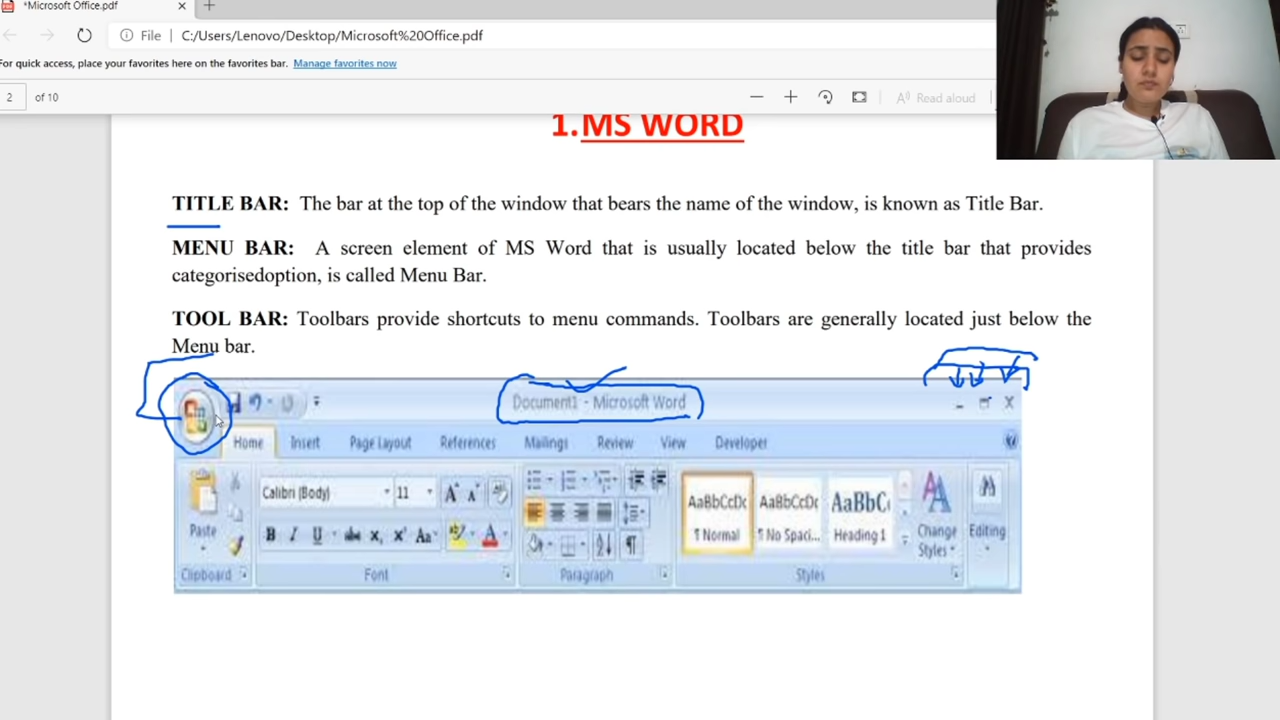 *Microsoft Office.pdf
File | C:/Users/Lenovo/Desktop/Microsoft%20Office.pdf
For quick access, place your favorites here on the favorites bar. Manage favorites now
2 of 10
Read aloud
1.MS WORD
TITLE BAR: The bar at the top of the window that bears the name of the window, is known as Title Bar.
MENU BAR: A screen element of MS Word that is usually located below the title bar that provides
categorisedoption, is called Menu Bar.
TOOL BAR: Toolbars provide shortcuts to menu commands. Toolbars are generally located just below the
Menu bar.
Document1 - Microsoft Word
Home Insert Page Layout References Mailings Review View Developer
Calibri (Body) 11
AaBbCcDc AaBbCcDc AaBbC
Paste
B I U abc x, x² Aa
¶ Normal ¶ No Spaci... Heading 1
Change
Styles
Editing
Clipboard Font Paragraph Styles